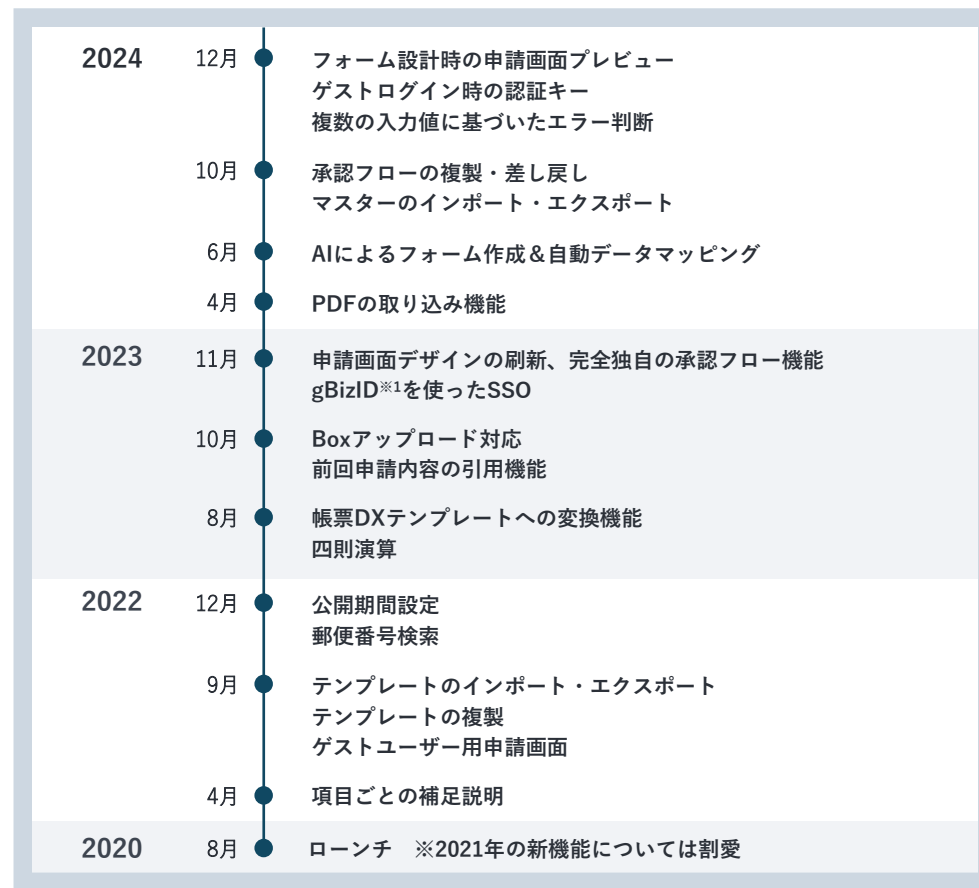 2024 12月 フォーム設計時の申請画面プレビュー
ゲストログイン時の認証キー
複数の入力値に基づいたエラー判断
10月 承認フローの複製・差し戻し
マスターのインポート・エクスポート
6月 AIによるフォーム作成&自動データマッピング
4月 PDFの取り込み機能
2023 11月 申請画面デザインの刷新、完全独自の承認フロー機能
gBizID※1を使ったSSO
10月 Boxアップロード対応
前回申請内容の引用機能
8月 帳票DXテンプレートへの変換機能
四則演算
2022 12月 公開期間設定
郵便番号検索
9月 テンプレートのインポート・エクスポート
テンプレートの複製
ゲストユーザー用申請画面
4月 項目ごとの補足説明
2020 8月 ローンチ ※2021年の新機能については割愛